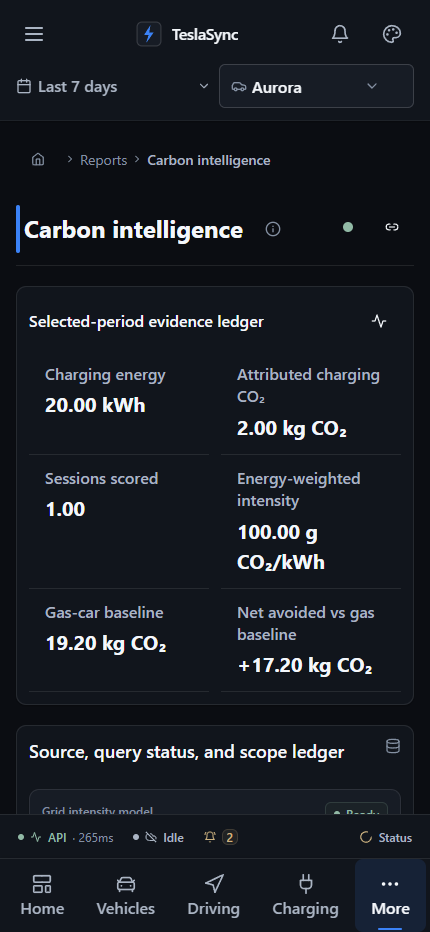 TeslaSync
Last 7 days
Aurora
Reports
Carbon intelligence
Carbon intelligence
Selected-period evidence ledger
Charging energy
20.00 kWh
Attributed charging
CO₂
2.00 kg CO₂
Sessions scored
1.00
Energy-weighted
intensity
100.00 g
CO₂/kWh
Gas-car baseline
19.20 kg CO₂
Net avoided vs gas
baseline
+17.20 kg CO₂
Source, query status, and scope ledger
Grid intensity model
Ready
API · 265ms
Idle
2
Status
Home
Vehicles
Driving
Charging
More